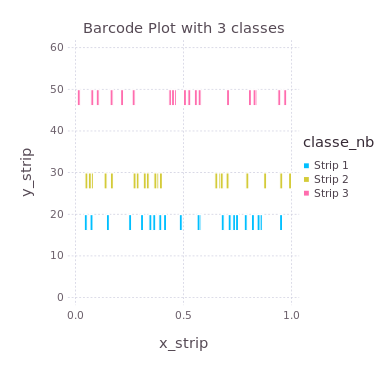 Barcode Plot with 3 classes
60
50
40
30
20
10
0
y_strip
0.0
0.5
1.0
x_strip
classe_nb
Strip 1
Strip 2
Strip 3